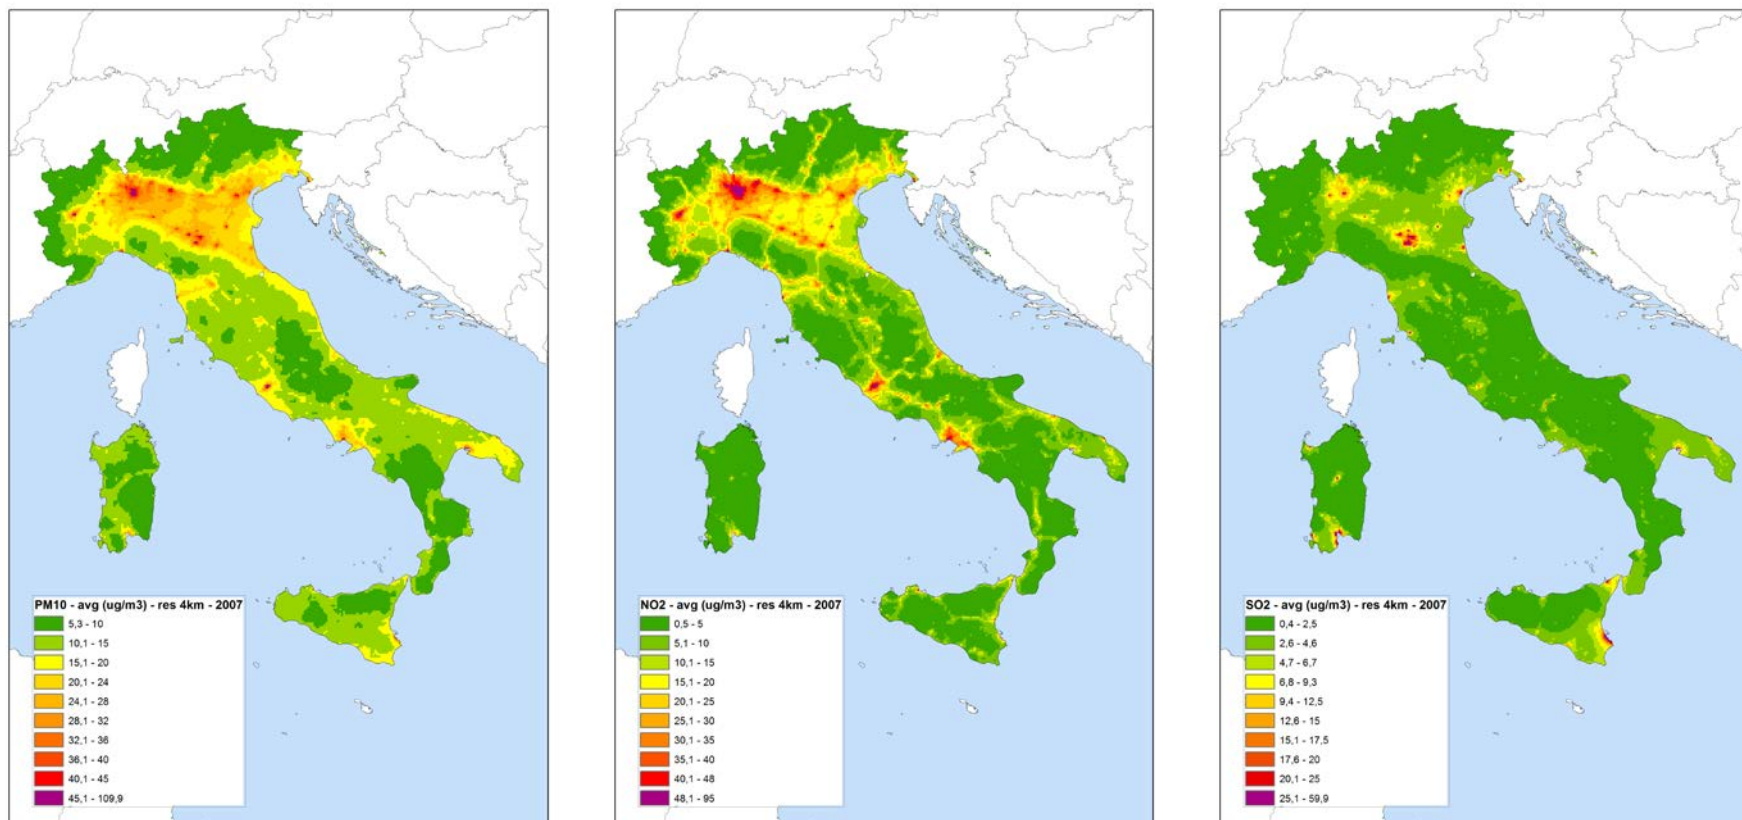 PM10 - avg (ug/m3) - res 4km - 2007
5,3 - 10
10,1 - 15
15,1 - 20
20,1 - 24
24,1 - 28
28,1 - 32
32,1 - 36
36,1 - 40
40,1 - 45
45,1 - 109,9
NO2 - avg (ug/m3) - res 4km - 2007
0,5 - 5
5,1 - 10
10,1 - 15
15,1 - 20
20,1 - 25
25,1 - 30
30,1 - 35
35,1 - 40
40,1 - 48
48,1 - 95
SO2 - avg (ug/m3) - res 4km - 2007
0,4 - 2,5
2,6 - 4,6
4,7 - 6,7
6,8 - 9,3
9,4 - 12,5
12,6 - 15
15,1 - 17,5
17,6 - 20
20,1 - 25
25,1 - 59,9